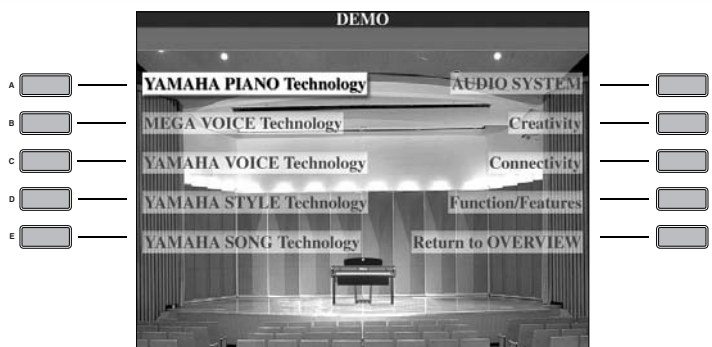 DEMO
A YAMAHA PIANO Technology AUDIO SYSTEM
B MEGA VOICE Technology Creativity
C YAMAHA VOICE Technology Connectivity
D YAMAHA STYLE Technology Function/Features
E YAMAHA SONG Technology Return to OVERVIEW